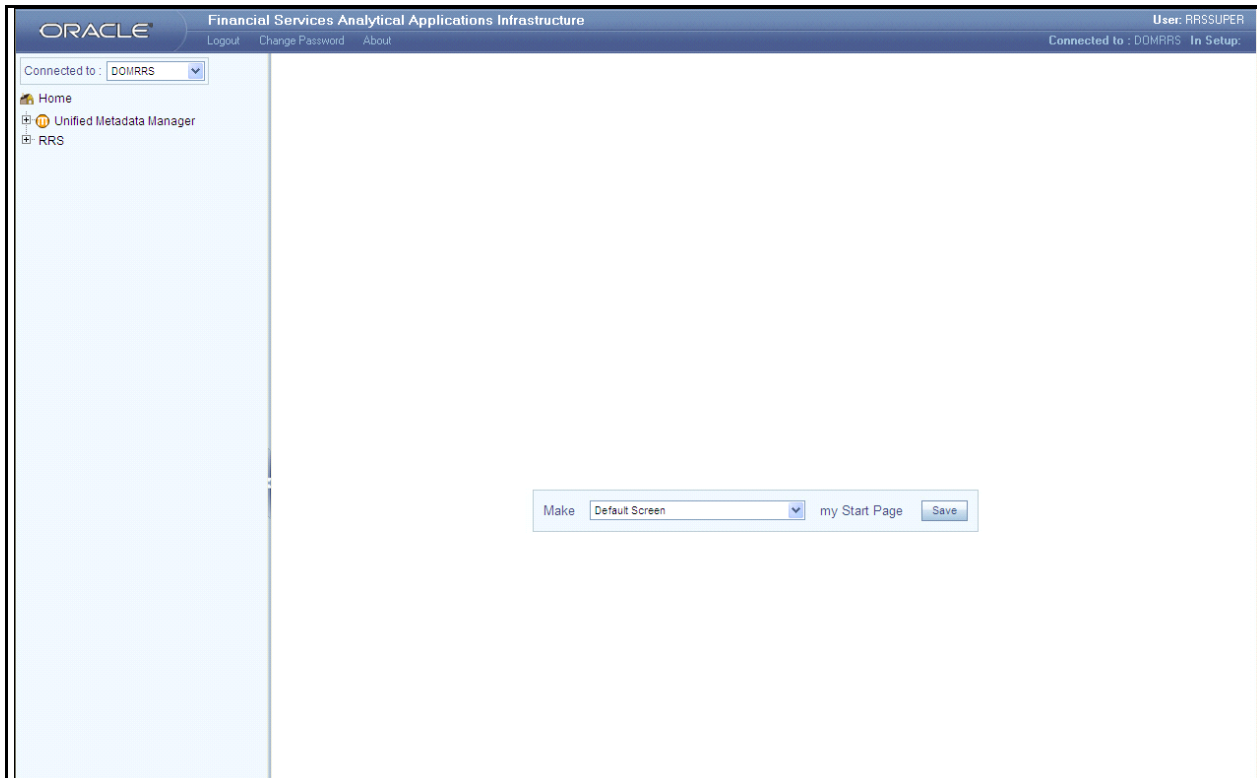 ORACLE
Financial Services Analytical Applications Infrastructure
User: RRSSUPER
Logout Change Password About
Connected to : DOMRRS In Setup:
Connected to : DOMRRS
Home
Unified Metadata Manager
RRS
Make Default Screen my Start Page Save